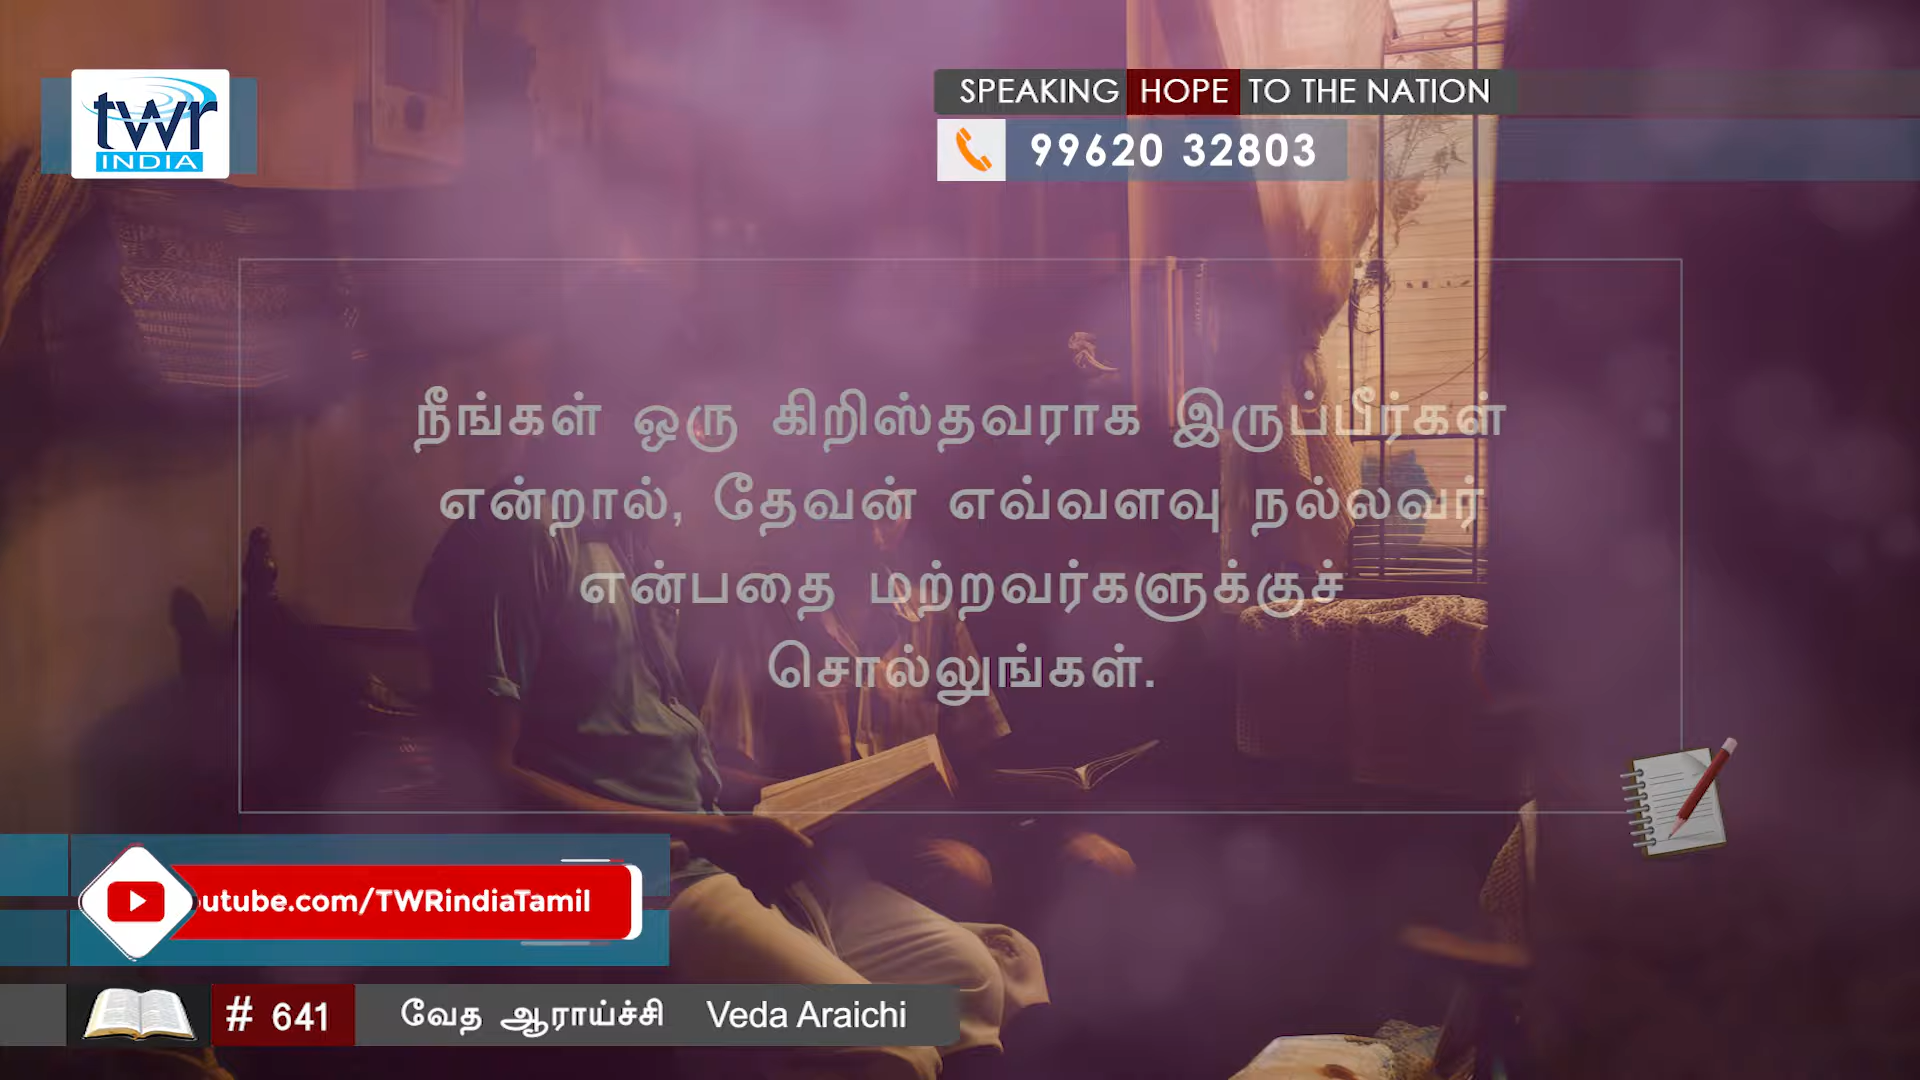 twr
INDIA
SPEAKING HOPE TO THE NATION
99620 32803
நீங்கள் ஒரு கிறிஸ்தவராக இருப்பீர்கள்
என்றால், தேவன் எவ்வளவு நல்லவர்
என்பதை மற்றவர்களுக்குச்
சொல்லுங்கள்.
utube.com/TWRindiaTamil
# 641 வேத ஆராய்ச்சி Veda Araichi